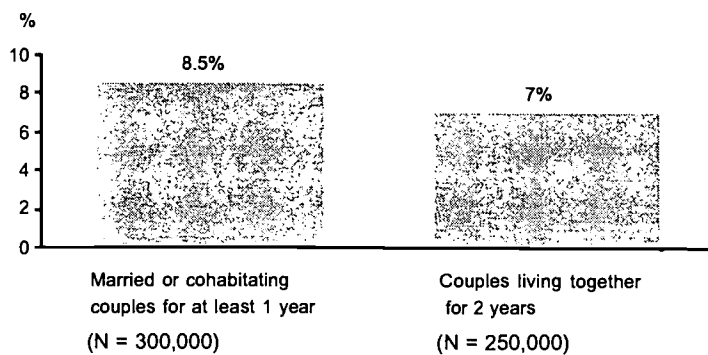 %
10
8
6
4
2
0
8.5%
7%
Married or cohabitating
couples for at least 1 year
(N = 300,000)
Couples living together
for 2 years
(N = 250,000)